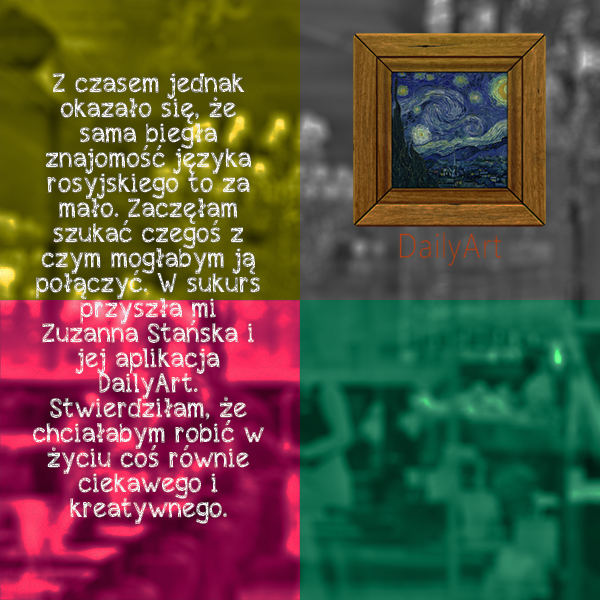 Z czasem jednak
okazało się, że
sama biegła
znajomość języka
rosyjskiego to za
mało. Zaczęłam
szukać czegoś z
czym mogłabym ją
połączyć. W sukurs
przyszła mi
Zuzanna Stańska i
jej aplikacja
DailyArt.
Stwierdziłam, że
chciałabym robić w
życiu coś równie
ciekawego i
kreatywnego.
DailyArt